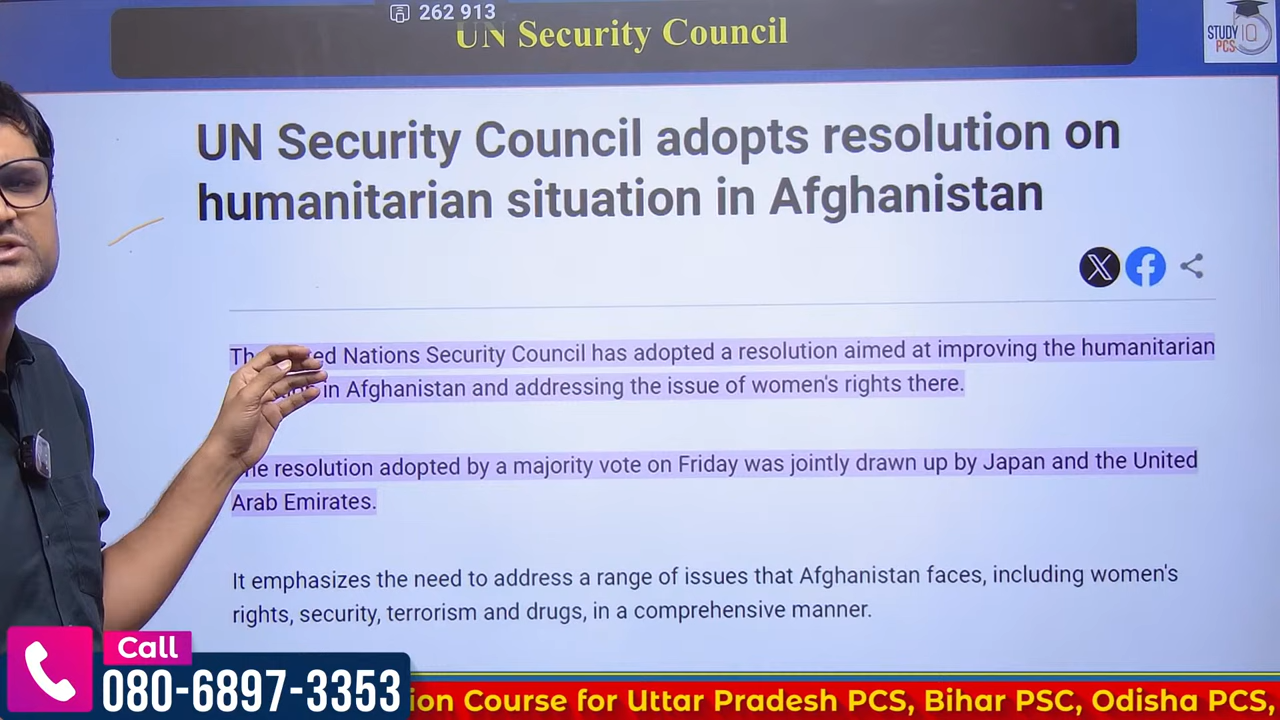 262 913
UN Security Council
STUDY IQ
PCS
UN Security Council adopts resolution on
humanitarian situation in Afghanistan
X
f
ed Nations Security Council has adopted a resolution aimed at improving the humanitarian
in Afghanistan and addressing the issue of women's rights there.
resolution adopted by a majority vote on Friday was jointly drawn up by Japan and the United
Arab Emirates.
It emphasizes the need to address a range of issues that Afghanistan faces, including women's
rights, security, terrorism and drugs, in a comprehensive manner.
Call
080-6897-3353
ion Course for Uttar Pradesh PCS, Bihar PSC, Odisha PCS,